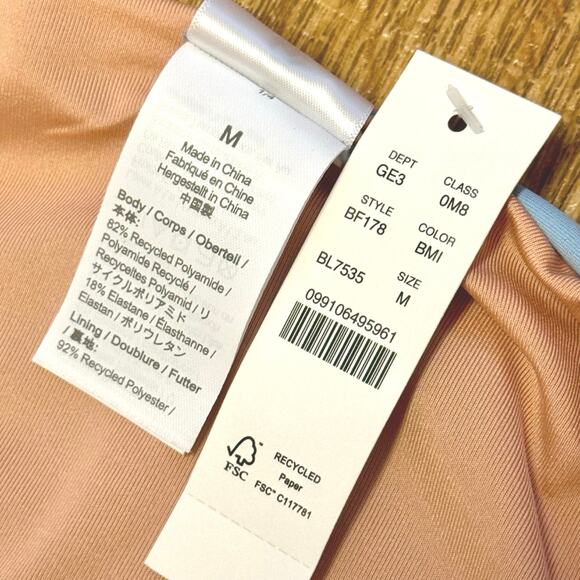 M
Made in China
Fabriqué en Chine
Hergestellt in China
中国製
Body / Corps / Oberteil /
本体:
82% Recycled Polyamide /
Polyamide Recyclé /
Recyceltes Polyamid / リ
サイクルポリアミド
18% Elastane / Élasthanne /
Elastan / ポリウレタン
Lining / Doublure / Futter
/ 裏地:
92% Recycled Polyester /
DEPT CLASS
GE3 0M8
STYLE COLOR
BF178 BMI
BL7535 SIZE
M
099106495961
FSC™
RECYCLED
Paper
FSC™ C117781